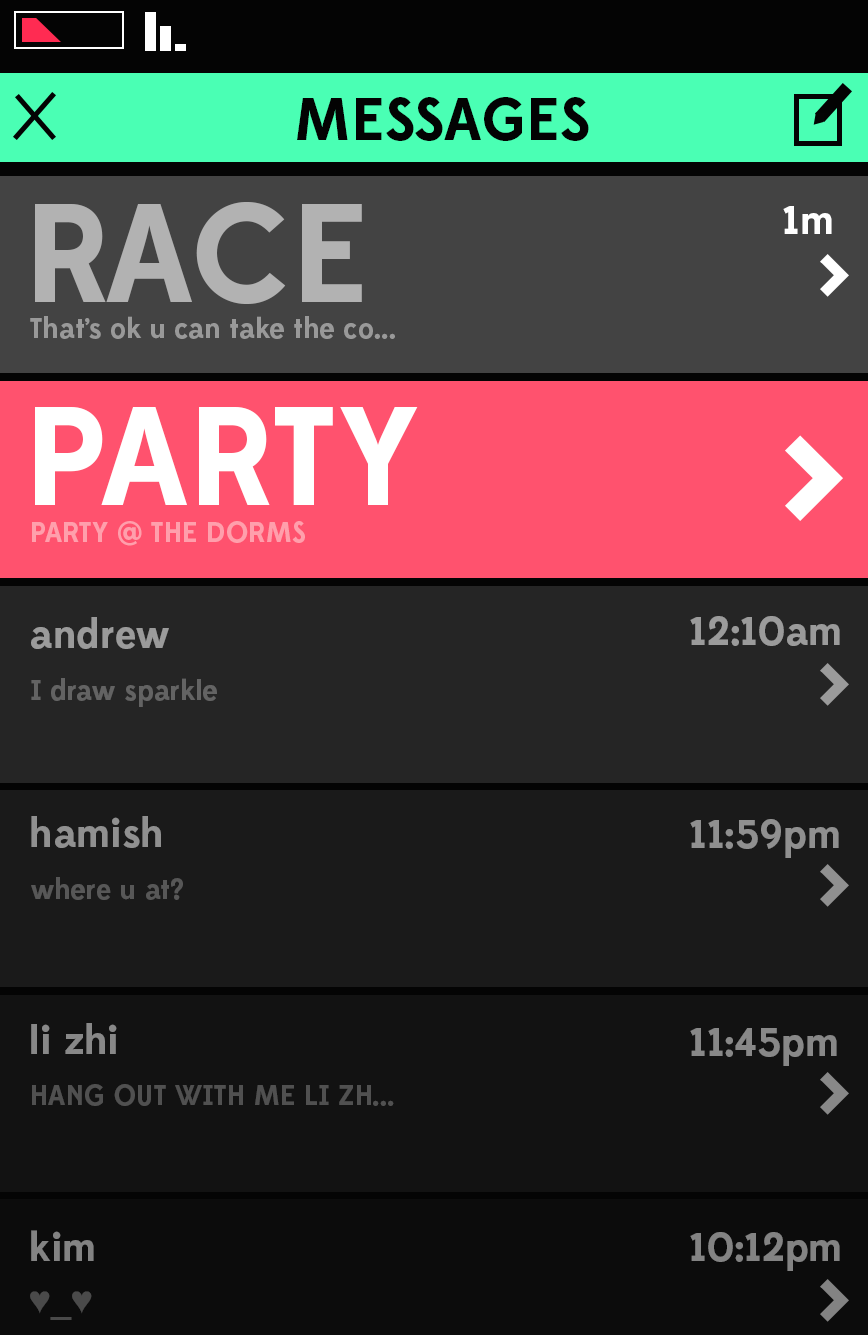 MESSAGES
RACE
1m
That's ok u can take the co...
PARTY
PARTY @ THE DORMS
andrew
12:10am
I draw sparkle
hamish
11:59pm
where u at?
li zhi
11:45pm
HANG OUT WITH ME LI ZH...
kim
10:12pm
♥_♥